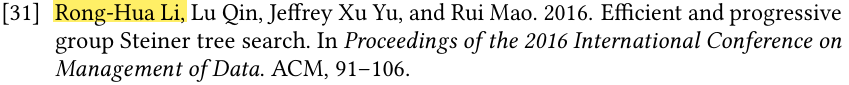 [31] Rong-Hua Li, Lu Qin, Jeffrey Xu Yu, and Rui Mao. 2016. Efficient and progressive
group Steiner tree search. In Proceedings of the 2016 International Conference on
Management of Data. ACM, 91–106.